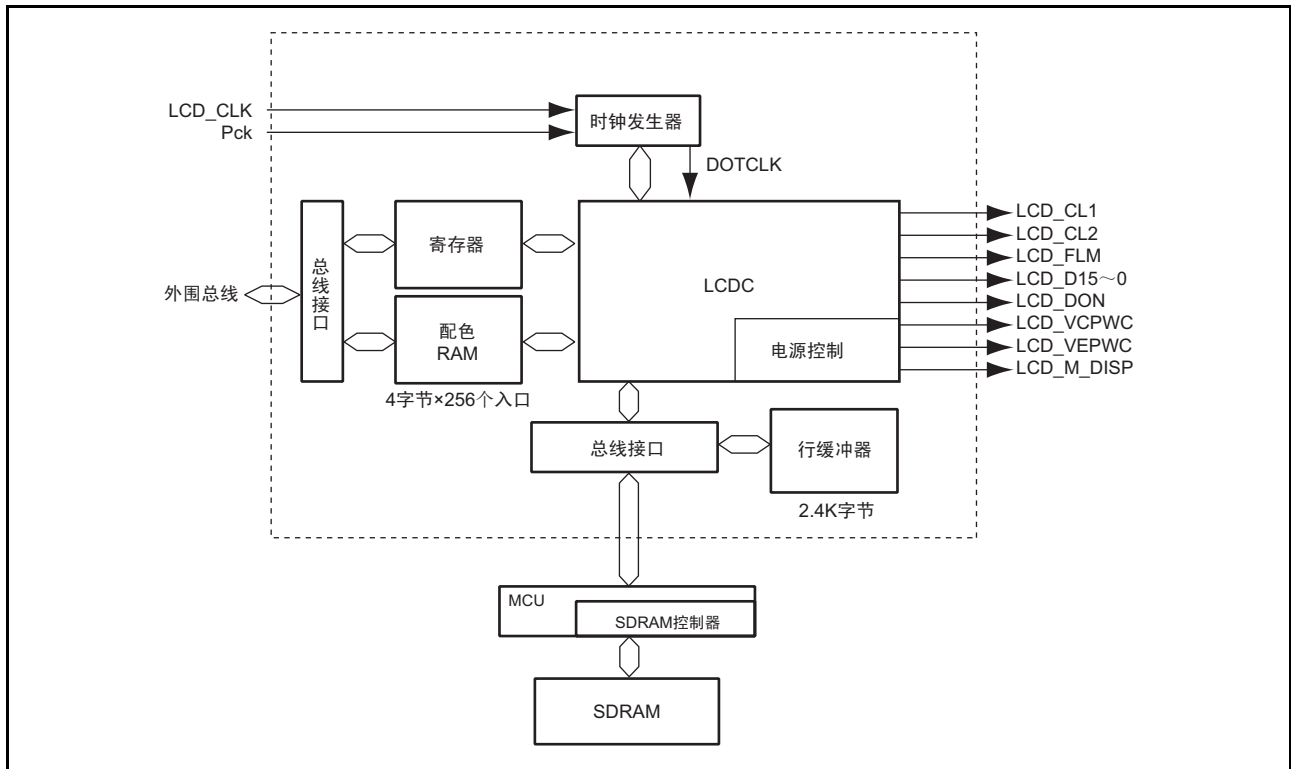 LCD_CLK
Pck
时钟发生器
DOTCLK
总线接口
寄存器
LCDC
外围总线
配色
RAM
4字节×256个入口
电源控制
LCD_CL1
LCD_CL2
LCD_FLM
LCD_D15～0
LCD_DON
LCD_VCPWC
LCD_VEPWC
LCD_M_DISP
总线接口
行缓冲器
2.4K字节
MCU
SDRAM控制器
SDRAM